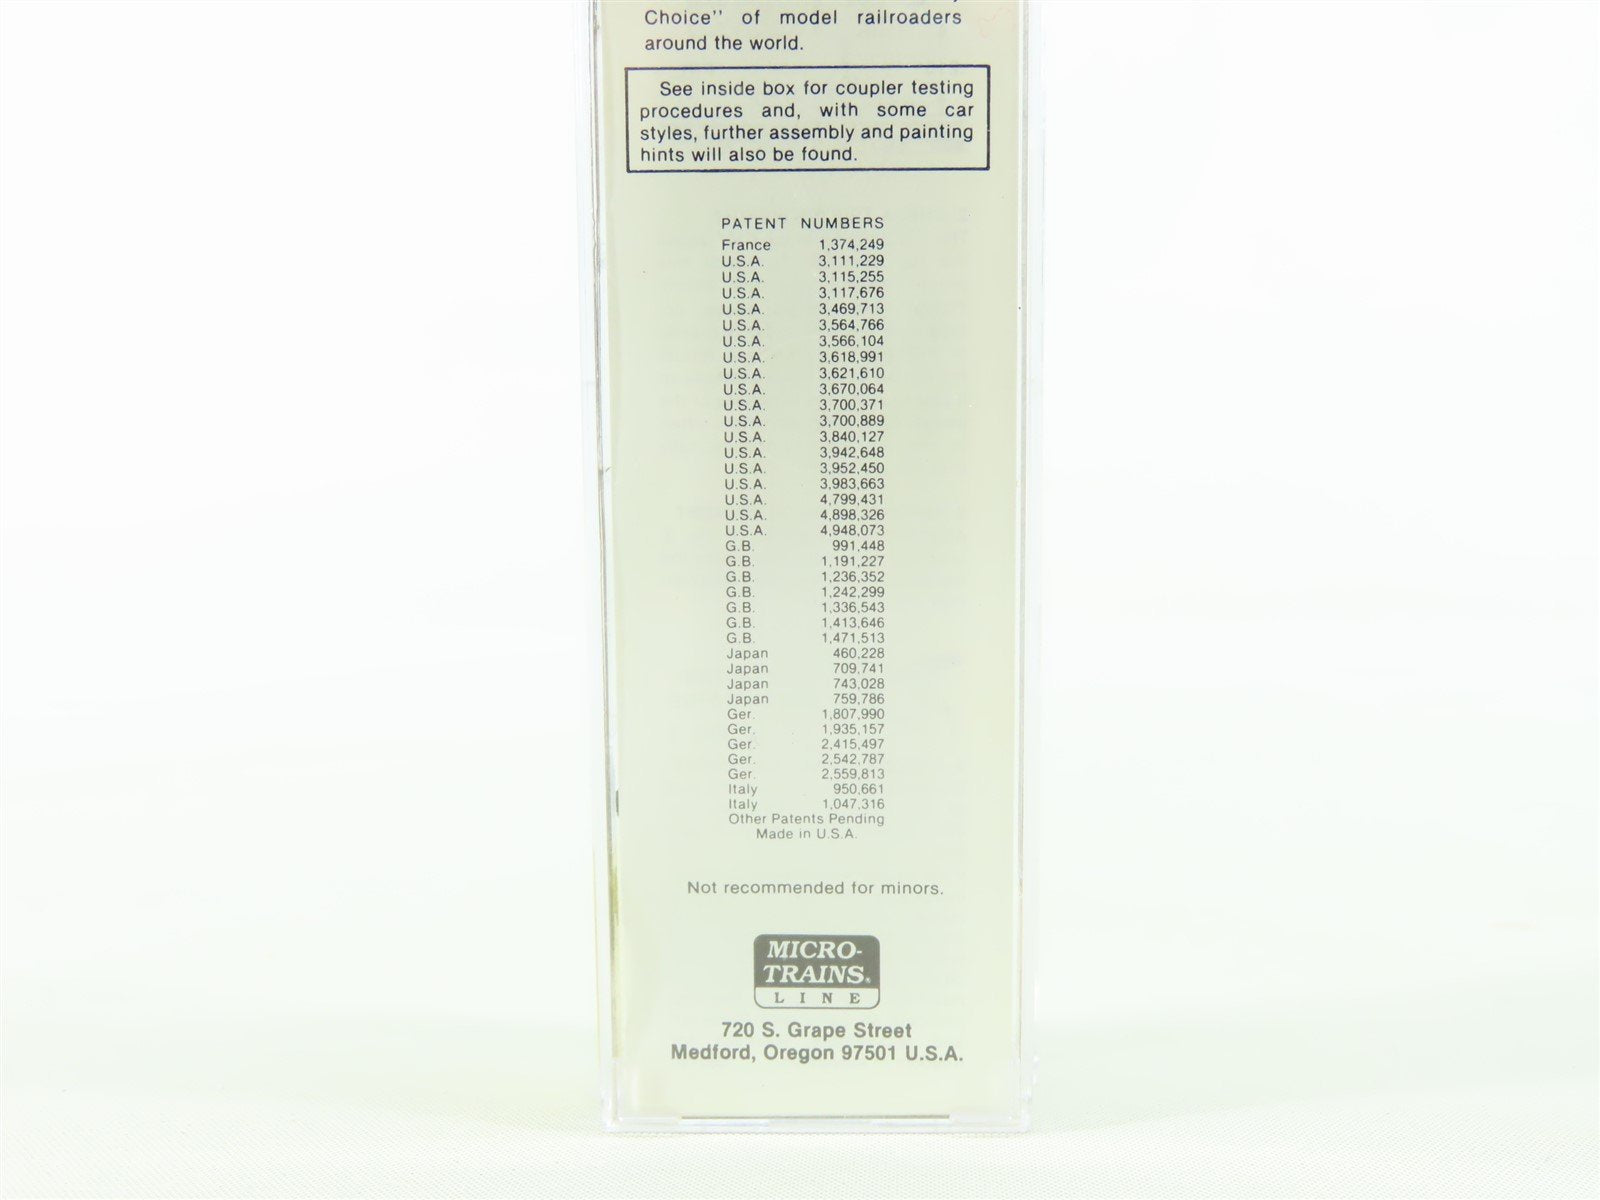 Choice" of model railroaders
around the world.
See inside box for coupler testing
procedures and, with some car
styles, further assembly and painting
hints will also be found.
PATENT NUMBERS
France 1,374,249
U.S.A. 3,111,229
U.S.A. 3,115,255
U.S.A. 3,117,676
U.S.A. 3,469,713
U.S.A. 3,564,766
U.S.A. 3,566,104
U.S.A. 3,618,991
U.S.A. 3,621,610
U.S.A. 3,670,064
U.S.A. 3,700,371
U.S.A. 3,700,889
U.S.A. 3,840,127
U.S.A. 3,942,648
U.S.A. 3,952,450
U.S.A. 3,983,663
U.S.A. 4,799,431
U.S.A. 4,898,326
U.S.A. 4,948,073
G.B. 991,448
G.B. 1,191,227
G.B. 1,236,352
G.B. 1,242,299
G.B. 1,336,543
G.B. 1,413,646
G.B. 1,471,513
Japan 460,228
Japan 709,741
Japan 743,028
Japan 759,786
Ger. 1,807,990
Ger. 1,935,157
Ger. 2,415,497
Ger. 2,542,787
Ger. 2,559,813
Italy 950,661
Italy 1,047,316
Other Patents Pending
Made in U.S.A.
Not recommended for minors.
MICRO-
TRAINS®
LINE
720 S. Grape Street
Medford, Oregon 97501 U.S.A.